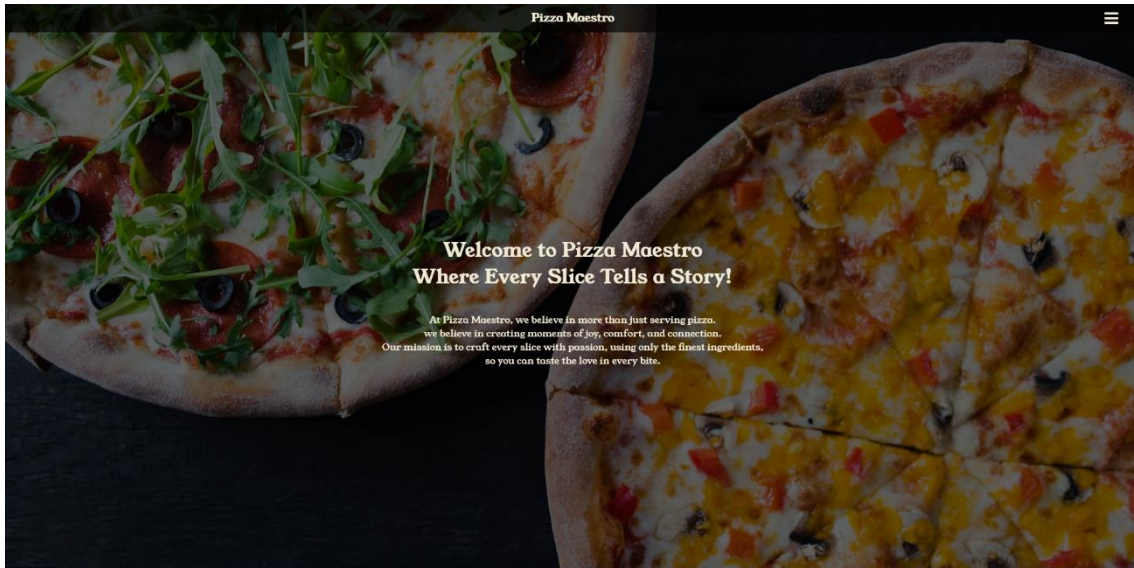 Pizza Maestro
Welcome to Pizza Maestro
Where Every Slice Tells a Story!
At Pizza Maestro, we believe in more than just serving pizza.
we believe in creating moments of joy, comfort, and connection.
Our mission is to craft every slice with passion, using only the finest ingredients,
so you can taste the love in every bite.